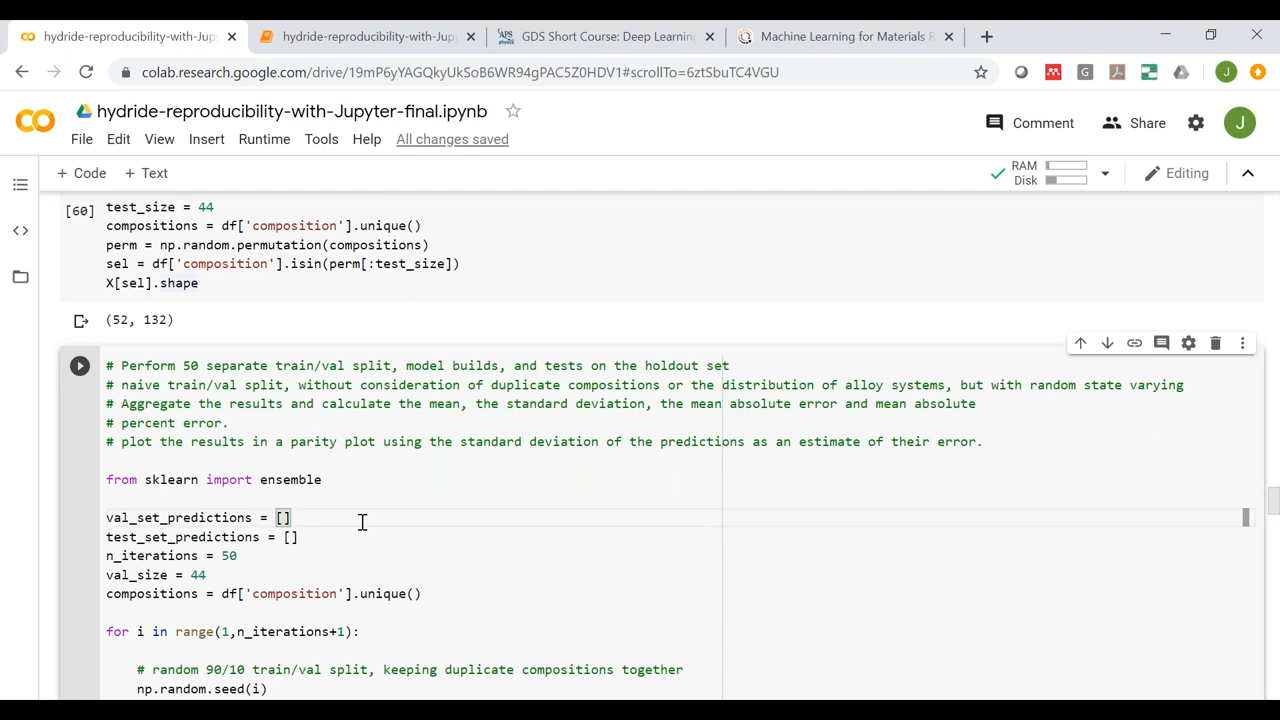 hydride-reproducibility-with-Jup
hydride-reproducibility-with-Jup
APS physics
GDS Short Course: Deep Learning
Machine Learning for Materials R
colab.research.google.com/drive/19mP6yYAGQkdUkSoB6WR94gPAC5Z0HDV1#scrollTo=6ztSbuTC4VGU
J
CO
hydride-reproducibility-with-Jupyter-final.ipynb
Comment
Share
J
File Edit View Insert Runtime Tools Help All changes saved
+ Code + Text
RAM
Disk
Editing
[60]
test_size = 44
compositions = df['composition'].unique()
perm = np.random.permutation(compositions)
sel = df['composition'].isin(perm[:test_size])
X[sel].shape
(52, 132)
# Perform 50 separate train/val split, model builds, and tests on the holdout set
# naive train/val split, without consideration of duplicate compositions or the distribution of alloy systems, but with random state varying
# Aggregate the results and calculate the mean, the standard deviation, the mean absolute error and mean absolute
# percent error.
# plot the results in a parity plot using the standard deviation of the predictions as an estimate of their error.
from sklearn import ensemble
val_set_predictions = []
test_set_predictions = []
n_iterations = 50
val_size = 44
compositions = df['composition'].unique()
for i in range(1,n_iterations+1):
# random 90/10 train/val split, keeping duplicate compositions together
np.random.seed(i)